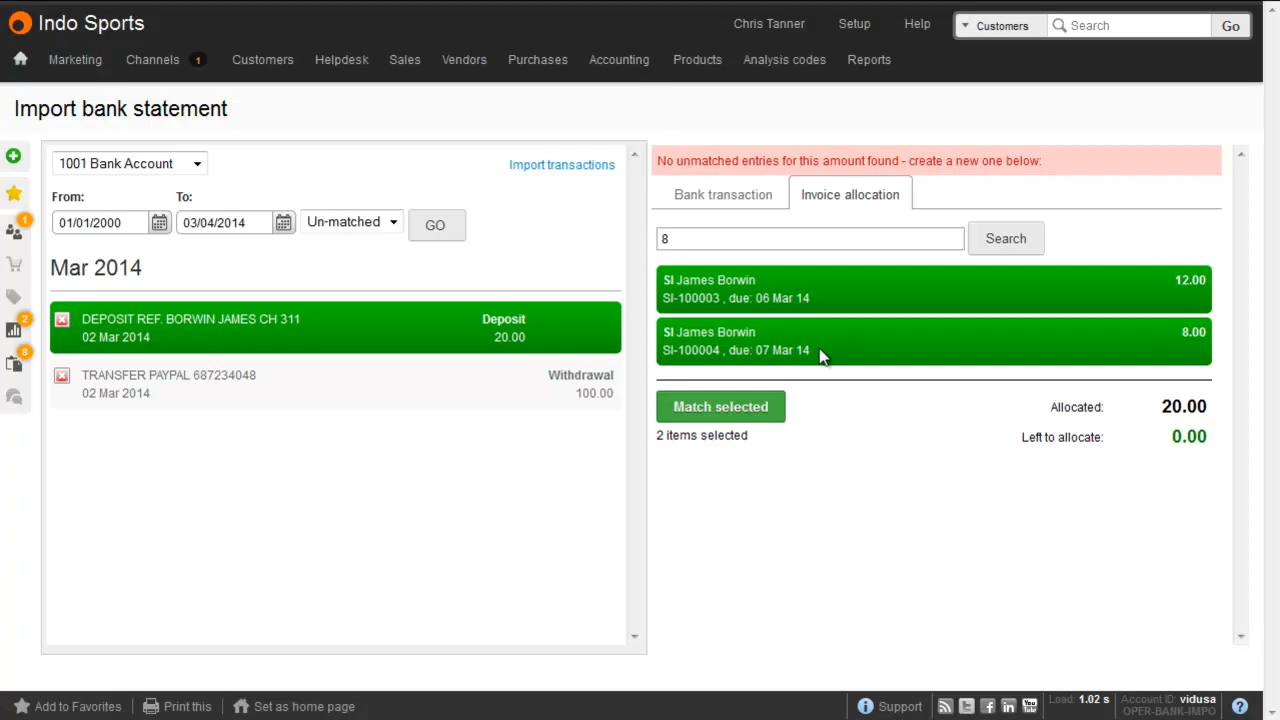 Indo Sports
Chris Tanner
Setup
Help
Customers
Search
Go
Marketing
Channels 1
Customers
Helpdesk
Sales
Vendors
Purchases
Accounting
Products
Analysis codes
Reports
Import bank statement
1001 Bank Account
Import transactions
From:
To:
01/01/2000
03/04/2014
Un-matched
GO
Mar 2014
DEPOSIT REF. BORWIN JAMES CH 311
Deposit
02 Mar 2014
20.00
TRANSFER PAYPAL 687234048
Withdrawal
02 Mar 2014
100.00
1
2
8
No unmatched entries for this amount found - create a new one below:
Bank transaction
Invoice allocation
8
Search
SI James Borwin
12.00
SI-100003 , due: 06 Mar 14
SI James Borwin
8.00
SI-100004 , due: 07 Mar 14
Match selected
Allocated:
20.00
2 items selected
Left to allocate:
0.00
Add to Favorites
Print this
Set as home page
Support
You Tube
Load: 1.02 s
Account ID: vidusa
OPER-BANK-IMPO